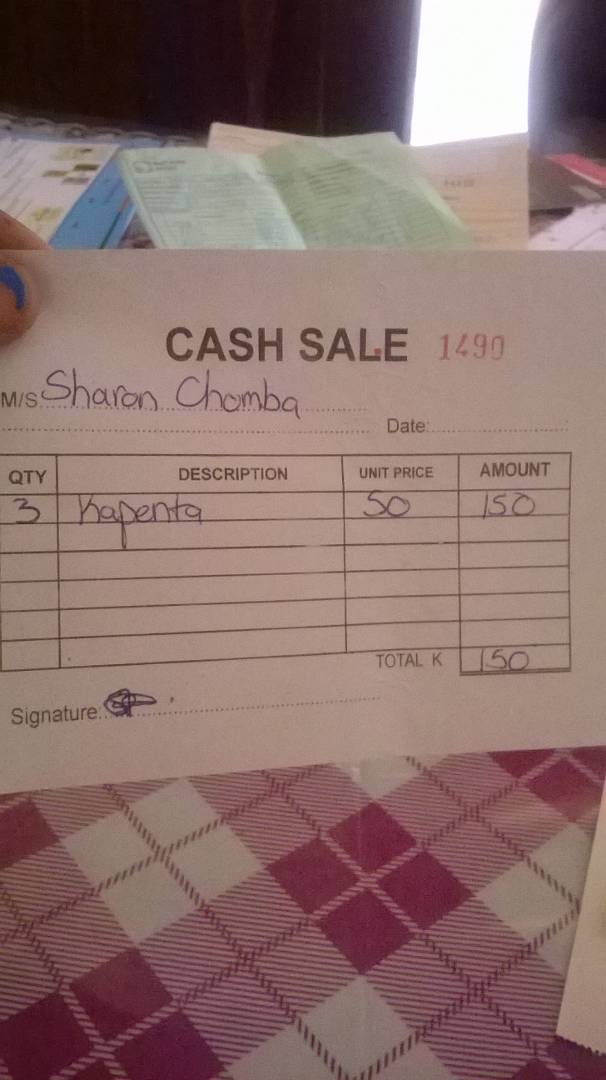 CASH SALE 1490
M/S Sharon Chomba
Date:
QTY DESCRIPTION UNIT PRICE AMOUNT
3 Kapenta 50 150
TOTAL K 150
Signature: